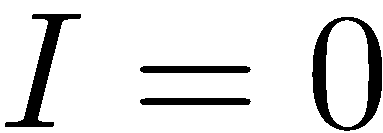 I = 0